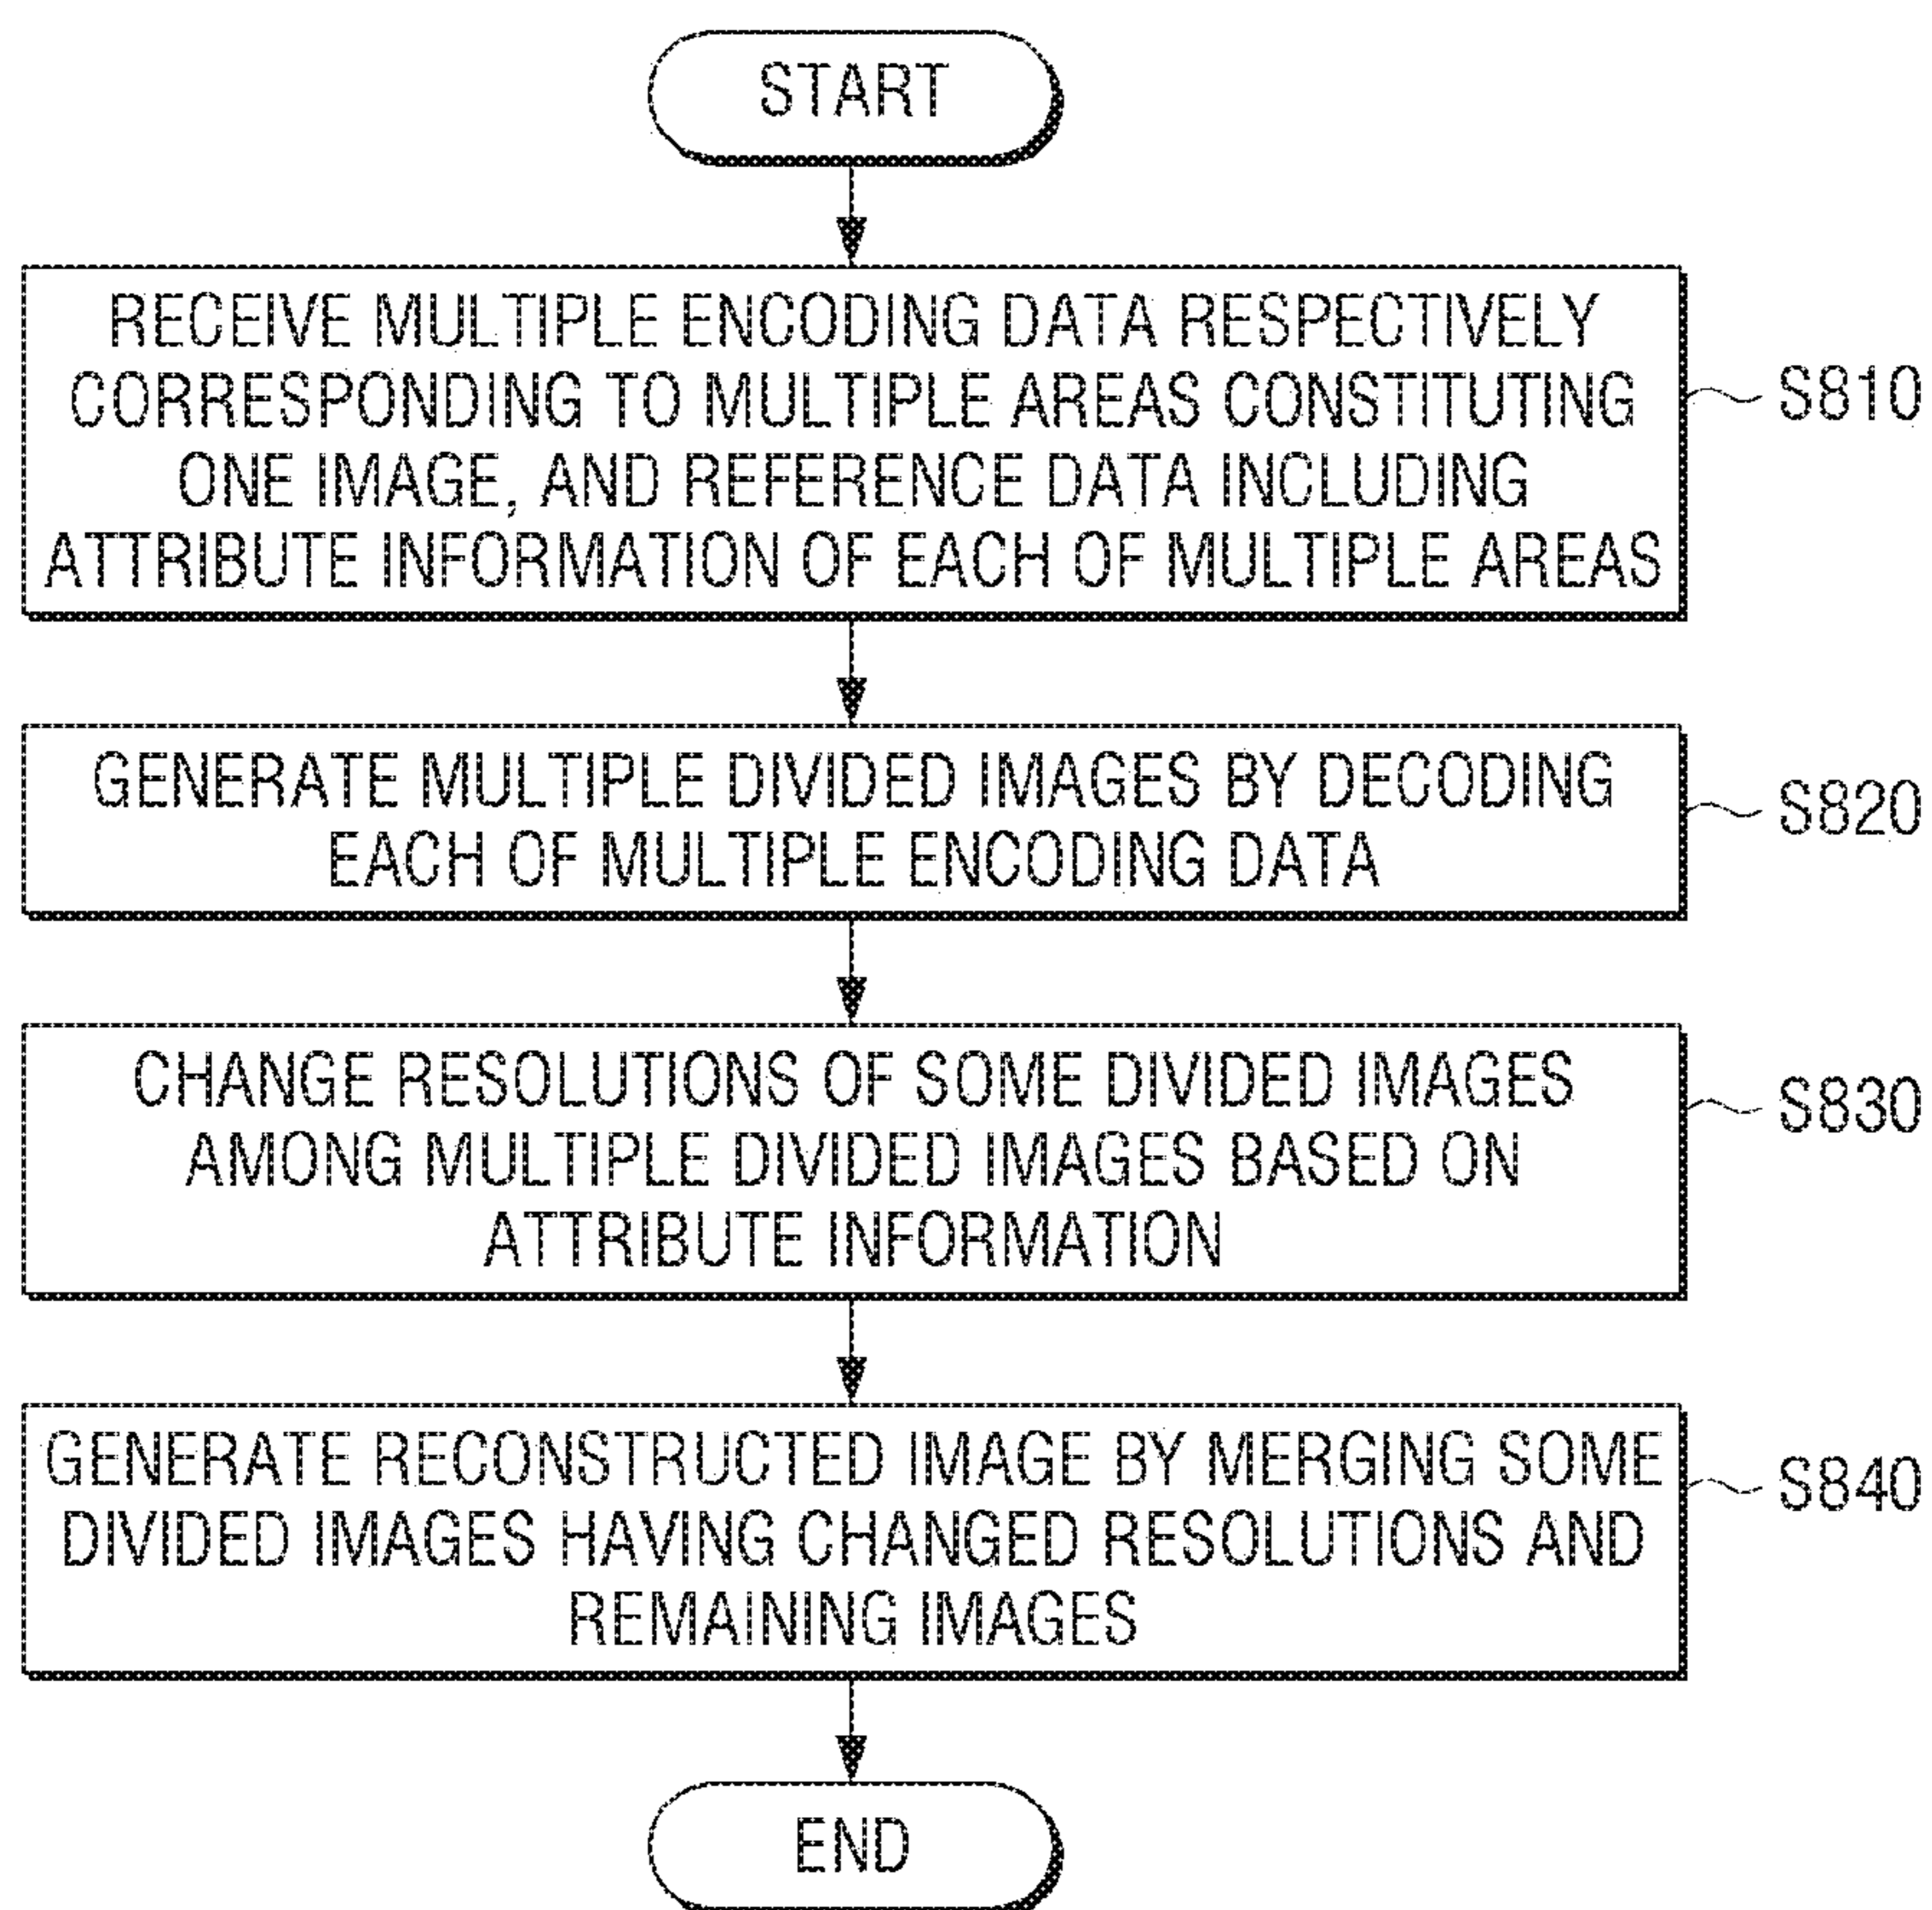 START
RECEIVE MULTIPLE ENCODING DATA RESPECTIVELY
CORRESPONDING TO MULTIPLE AREAS CONSTITUTING
ONE IMAGE, AND REFERENCE DATA INCLUDING
ATTRIBUTE INFORMATION OF EACH OF MULTIPLE AREAS
S810
GENERATE MULTIPLE DIVIDED IMAGES BY DECODING
EACH OF MULTIPLE ENCODING DATA
S820
CHANGE RESOLUTIONS OF SOME DIVIDED IMAGES
AMONG MULTIPLE DIVIDED IMAGES BASED ON
ATTRIBUTE INFORMATION
S830
GENERATE RECONSTRUCTED IMAGE BY MERGING SOME
DIVIDED IMAGES HAVING CHANGED RESOLUTIONS AND
REMAINING IMAGES
S840
END